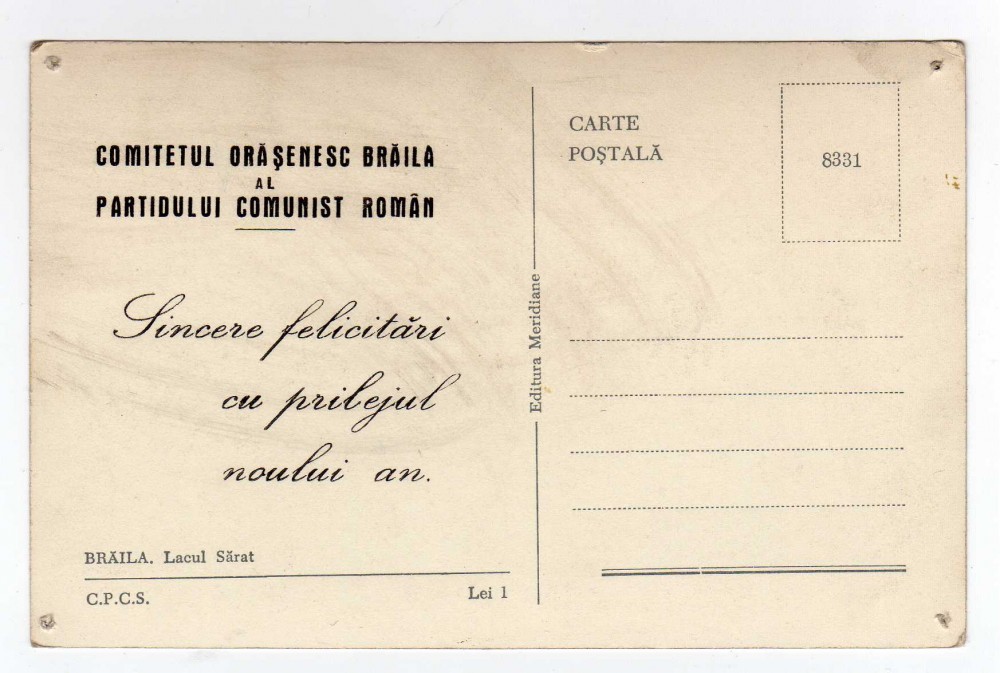 COMITETUL ORĂŞENESC BRĂILA
AL
PARTIDULUI COMUNIST ROMÂN
Sincere felicitări
cu prilejul
noului an.
BRĂILA. Lacul Sărat
C.P.C.S.
Lei 1
Editura Meridiane
CARTE
POŞTALĂ
8331